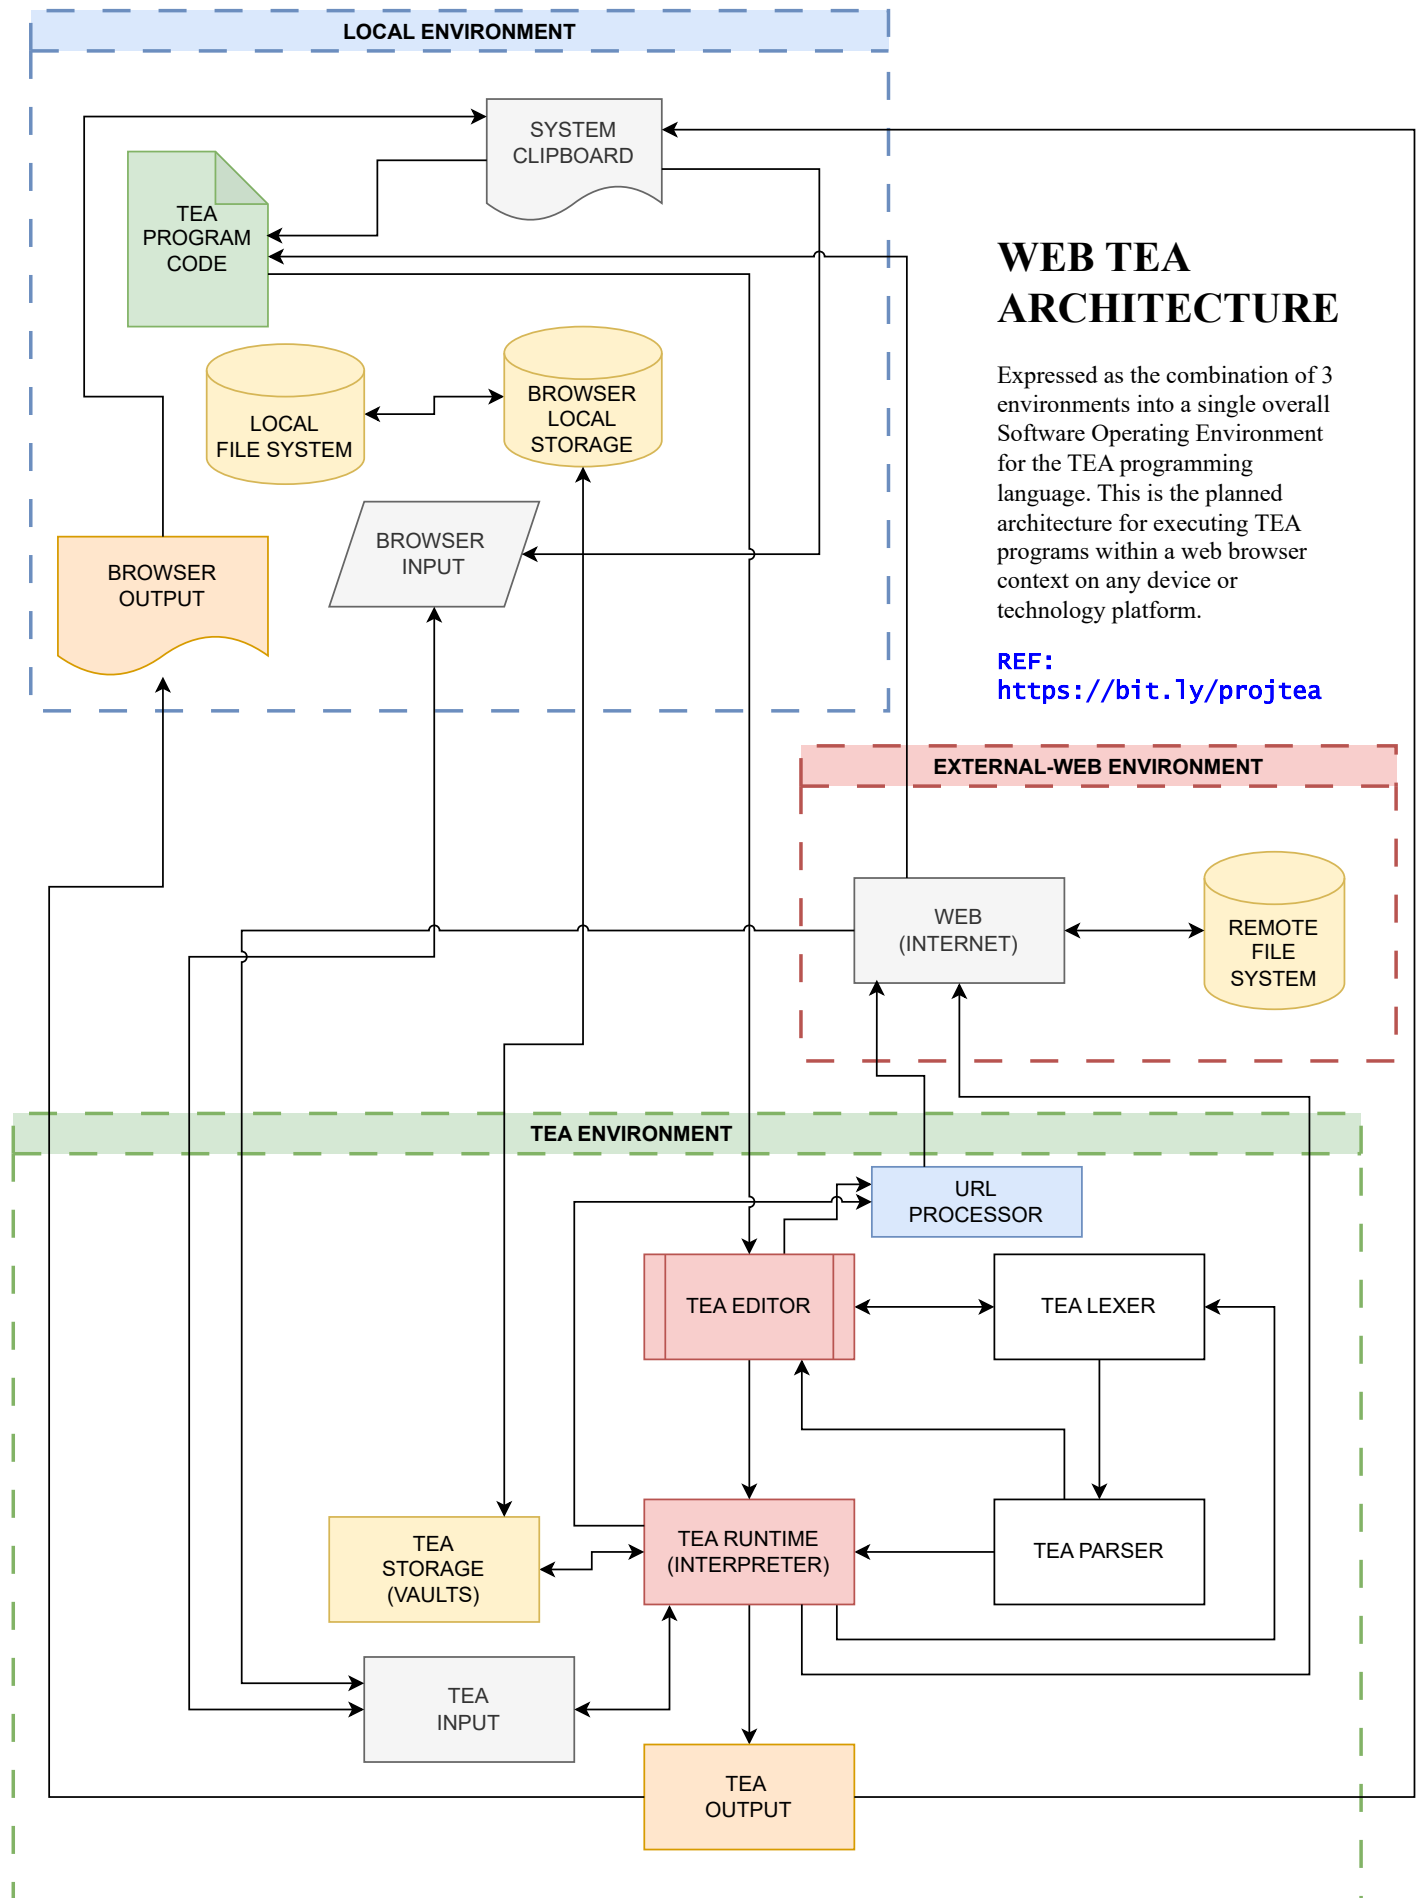 LOCAL ENVIRONMENT
SYSTEM
CLIPBOARD
TEA
PROGRAM
CODE
WEB TEA
ARCHITECTURE
Expressed as the combination of 3
environments into a single overall
Software Operating Environment
for the TEA programming
language. This is the planned
architecture for executing TEA
programs within a web browser
context on any device or
technology platform.
REF:
https://bit.ly/projtea
LOCAL
FILE SYSTEM
BROWSER
LOCAL
STORAGE
BROWSER
INPUT
BROWSER
OUTPUT
EXTERNAL-WEB ENVIRONMENT
WEB
(INTERNET)
REMOTE
FILE
SYSTEM
TEA ENVIRONMENT
URL
PROCESSOR
TEA EDITOR
TEA LEXER
TEA
STORAGE
(VAULTS)
TEA RUNTIME
(INTERPRETER)
TEA PARSER
TEA
INPUT
TEA
OUTPUT